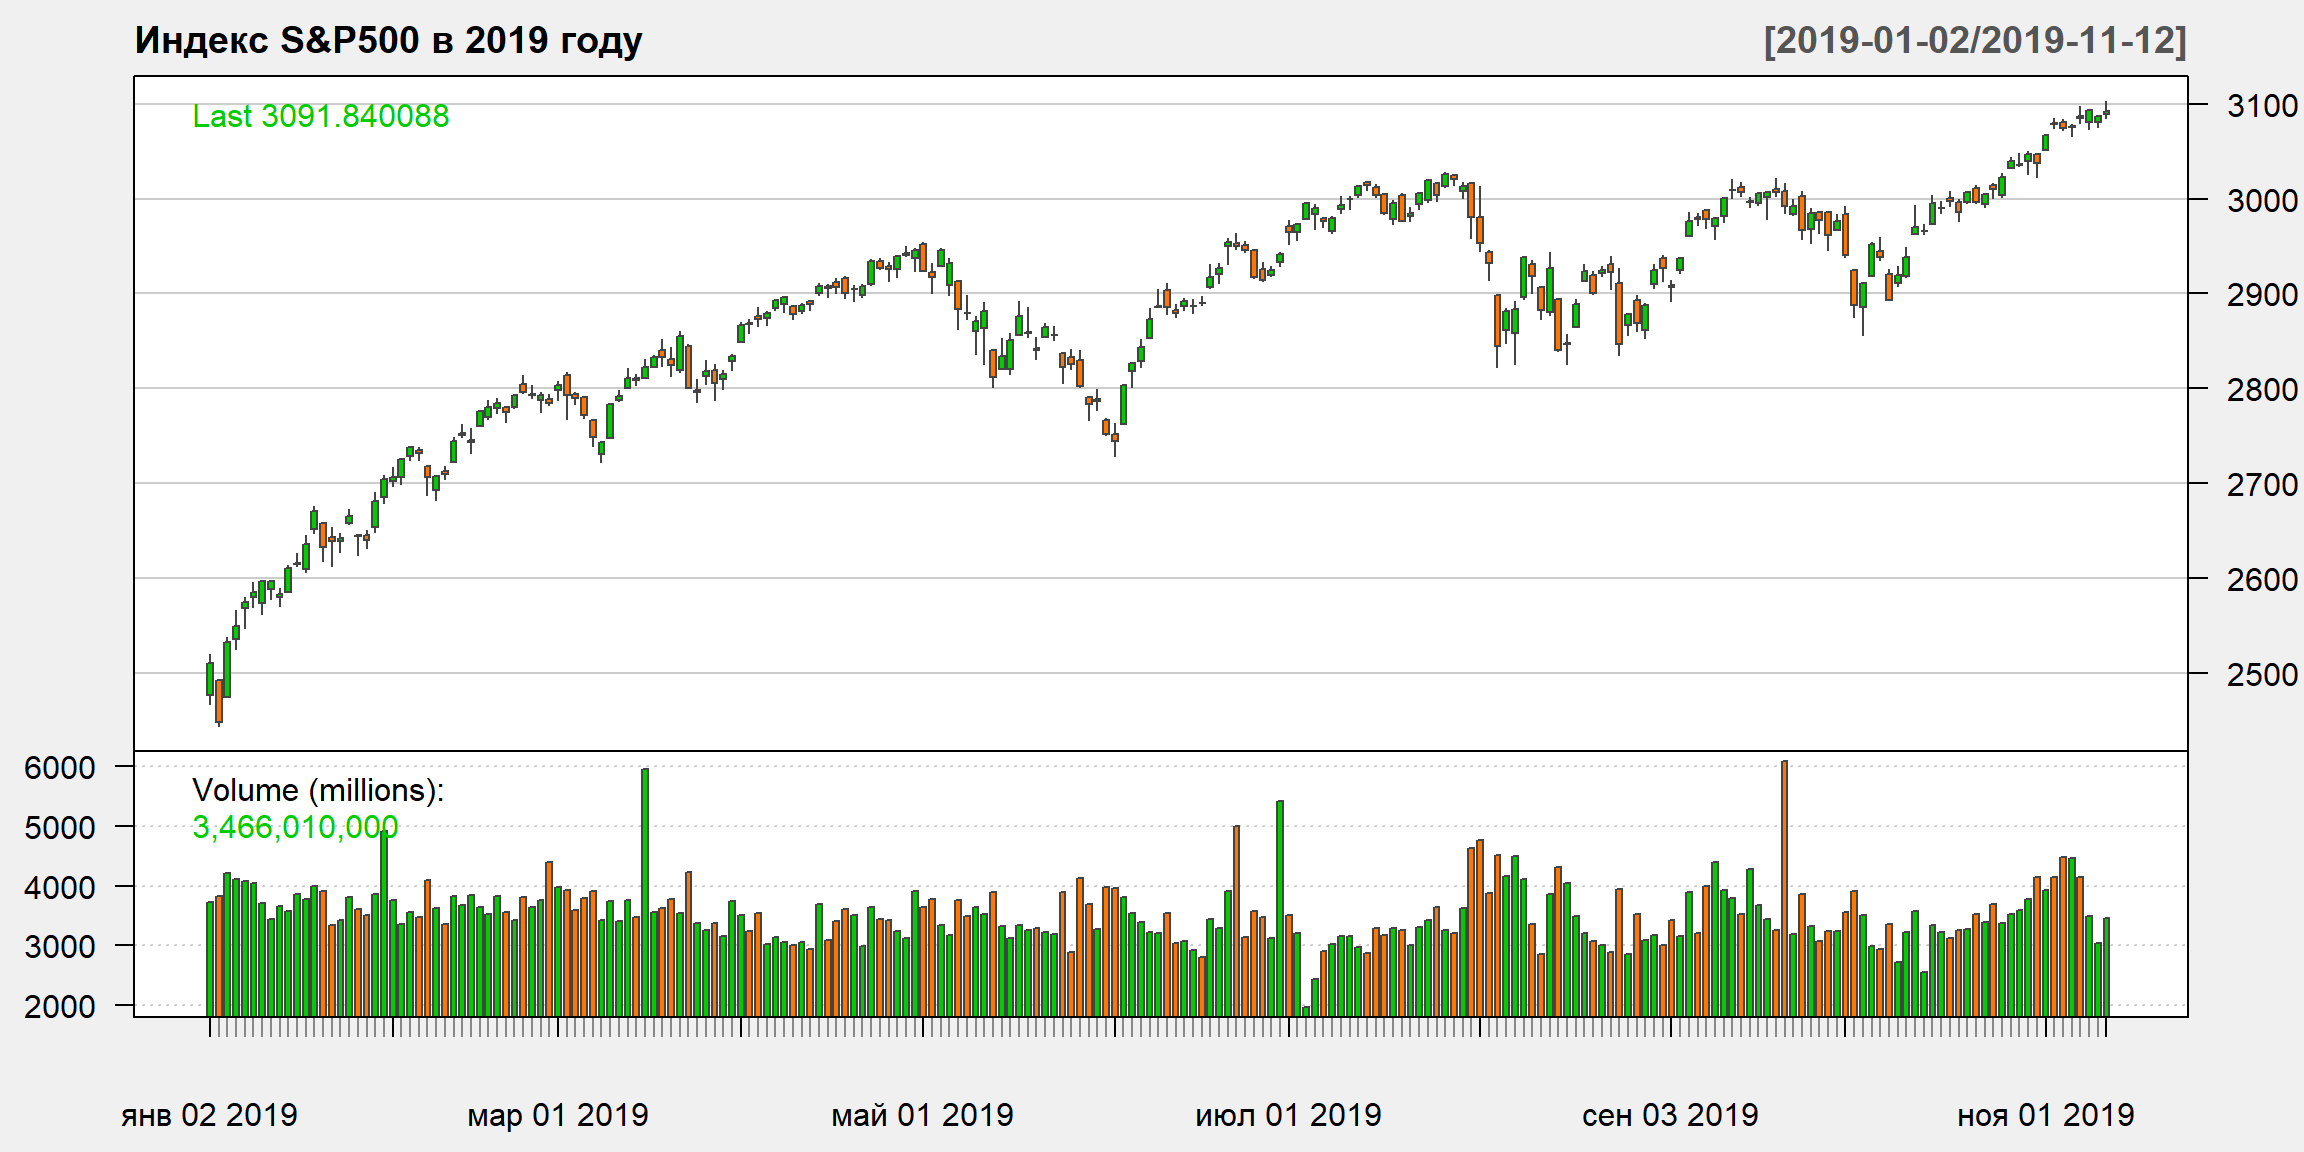 Индекс S&P500 в 2019 году
[2019-01-02/2019-11-12]
Last 3091.840088
3100
3000
2900
2800
2700
2600
2500
6000
5000
4000
3000
2000
Volume (millions):
3,466,010,000
янв 02 2019
мар 01 2019
май 01 2019
июл 01 2019
сен 03 2019
ноя 01 2019